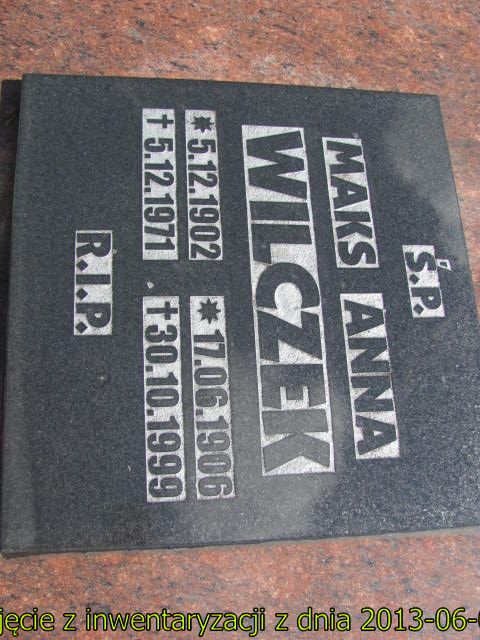 Ś.P.
MAKS ANNA
WILCZEK
* 5.12.1902 * 17.06.1906
† 5.12.1971 † 30.10.1999
R.I.P.
jęcie z inwentaryzacji z dnia 2013-06-